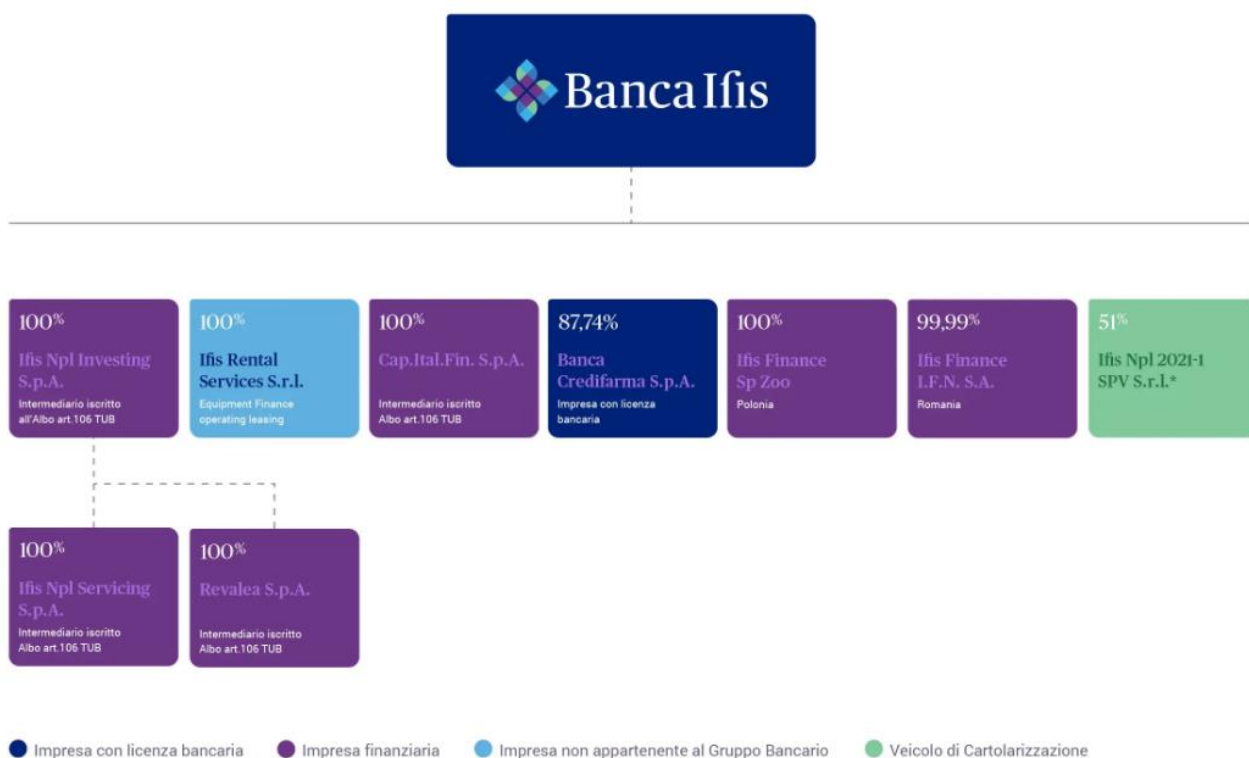 Banca Ifis
100%
Ifis Npl Investing
S.p.A.
Intermediario iscritto
all'Albo art.106 TUB
100%
Ifis Rental
Services S.r.l.
Equipment Finance
operating leasing
100%
Cap.Ital.Fin. S.p.A.
Intermediario iscritto
Albo art.106 TUB
87,74%
Banca
Credifarma S.p.A.
Impresa con licenza
bancaria
100%
Ifis Finance
Sp Zoo
Polonia
99,99%
Ifis Finance
I.F.N. S.A.
Romania
51%
Ifis Npl 2021-1
SPV S.r.l.*
100%
Ifis Npl Servicing
S.p.A.
Intermediario iscritto
Albo art.106 TUB
100%
Revalea S.p.A.
Intermediario iscritto
Albo art.106 TUB
Impresa con licenza bancaria
Impresa finanziaria
Impresa non appartenente al Gruppo Bancario
Veicolo di Cartolarizzazione